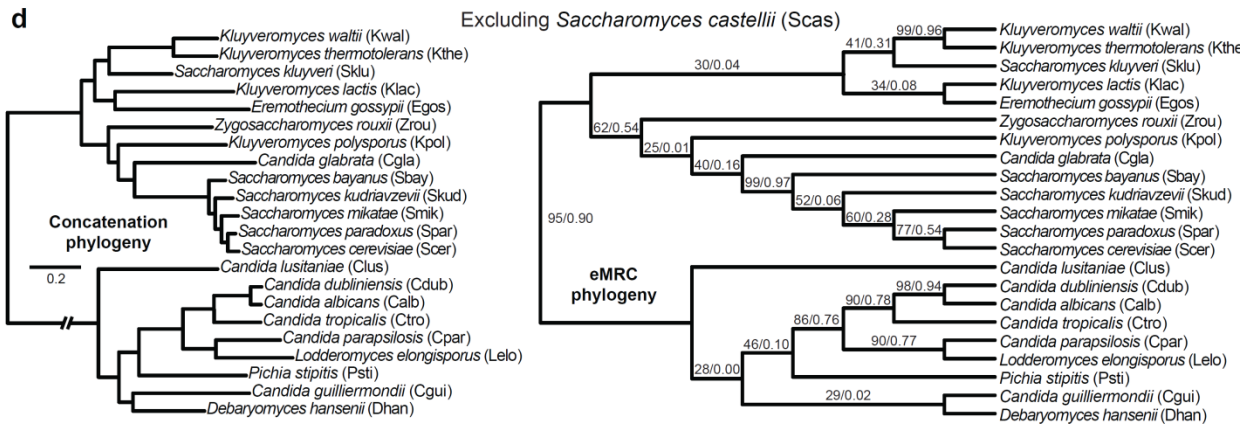 d
Excluding Saccharomyces castellii (Scas)
Kluyveromyces waltii (Kwal)
Kluyveromyces thermotolerans (Kthe)
Saccharomyces kluyveri (Sklu)
Kluyveromyces lactis (Klac)
Eremothecium gossypii (Egos)
Zygosaccharomyces rouxii (Zrou)
Kluyveromyces polysporus (Kpol)
Candida glabrata (Cgla)
Saccharomyces bayanus (Sbay)
Saccharomyces kudriavzevii (Skud)
Saccharomyces mikatae (Smik)
Saccharomyces paradoxus (Spar)
Saccharomyces cerevisiae (Scer)
Candida lusitaniae (Clus)
Candida dubliniensis (Cdub)
Candida albicans (Calb)
Candida tropicalis (Ctro)
Candida parapsilosis (Cpar)
Lodderomyces elongisporus (Lelo)
Pichia stipitis (Psti)
Candida guilliermondii (Cgui)
Debaryomyces hansenii (Dhan)
Concatenation
phylogeny
0.2
99/0.96
41/0.31
30/0.04
34/0.08
62/0.54
25/0.01
40/0.16
99/0.97
52/0.06
60/0.28
77/0.54
95/0.90
eMRC
phylogeny
98/0.94
90/0.78
86/0.76
90/0.77
46/0.10
28/0.00
29/0.02
Kluyveromyces waltii (Kwal)
Kluyveromyces thermotolerans (Kthe
Saccharomyces kluyveri (Sklu)
Kluyveromyces lactis (Klac)
Eremothecium gossypii (Egos)
Zygosaccharomyces rouxii (Zrou)
Kluyveromyces polysporus (Kpol)
Candida glabrata (Cgla)
Saccharomyces bayanus (Sbay)
Saccharomyces kudriavzevii (Skud)
Saccharomyces mikatae (Smik)
Saccharomyces paradoxus (Spar)
Saccharomyces cerevisiae (Scer)
Candida lusitaniae (Clus)
Candida dubliniensis (Cdub)
Candida albicans (Calb)
Candida tropicalis (Ctro)
Candida parapsilosis (Cpar)
Lodderomyces elongisporus (Lelo)
Pichia stipitis (Psti)
Candida guilliermondii (Cgui)
Debaryomyces hansenii (Dhan)